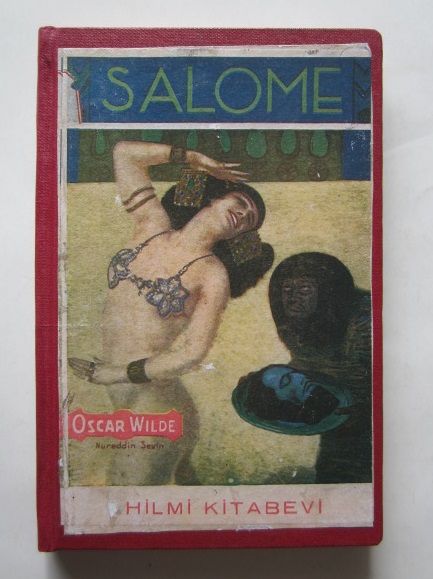 SALOME
OSCAR WILDE
Nureddin Sevin
HİLMİ KİTABEVİ